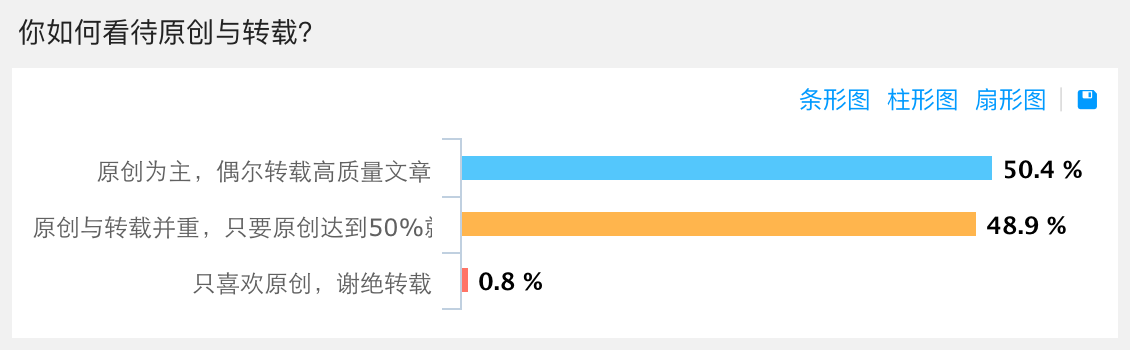 你如何看待原创与转载?
条形图 柱形图 扇形图
原创为主，偶尔转载高质量文章 50.4 %
原创与转载并重，只要原创达到50% 48.9 %
只喜欢原创，谢绝转载 0.8 %